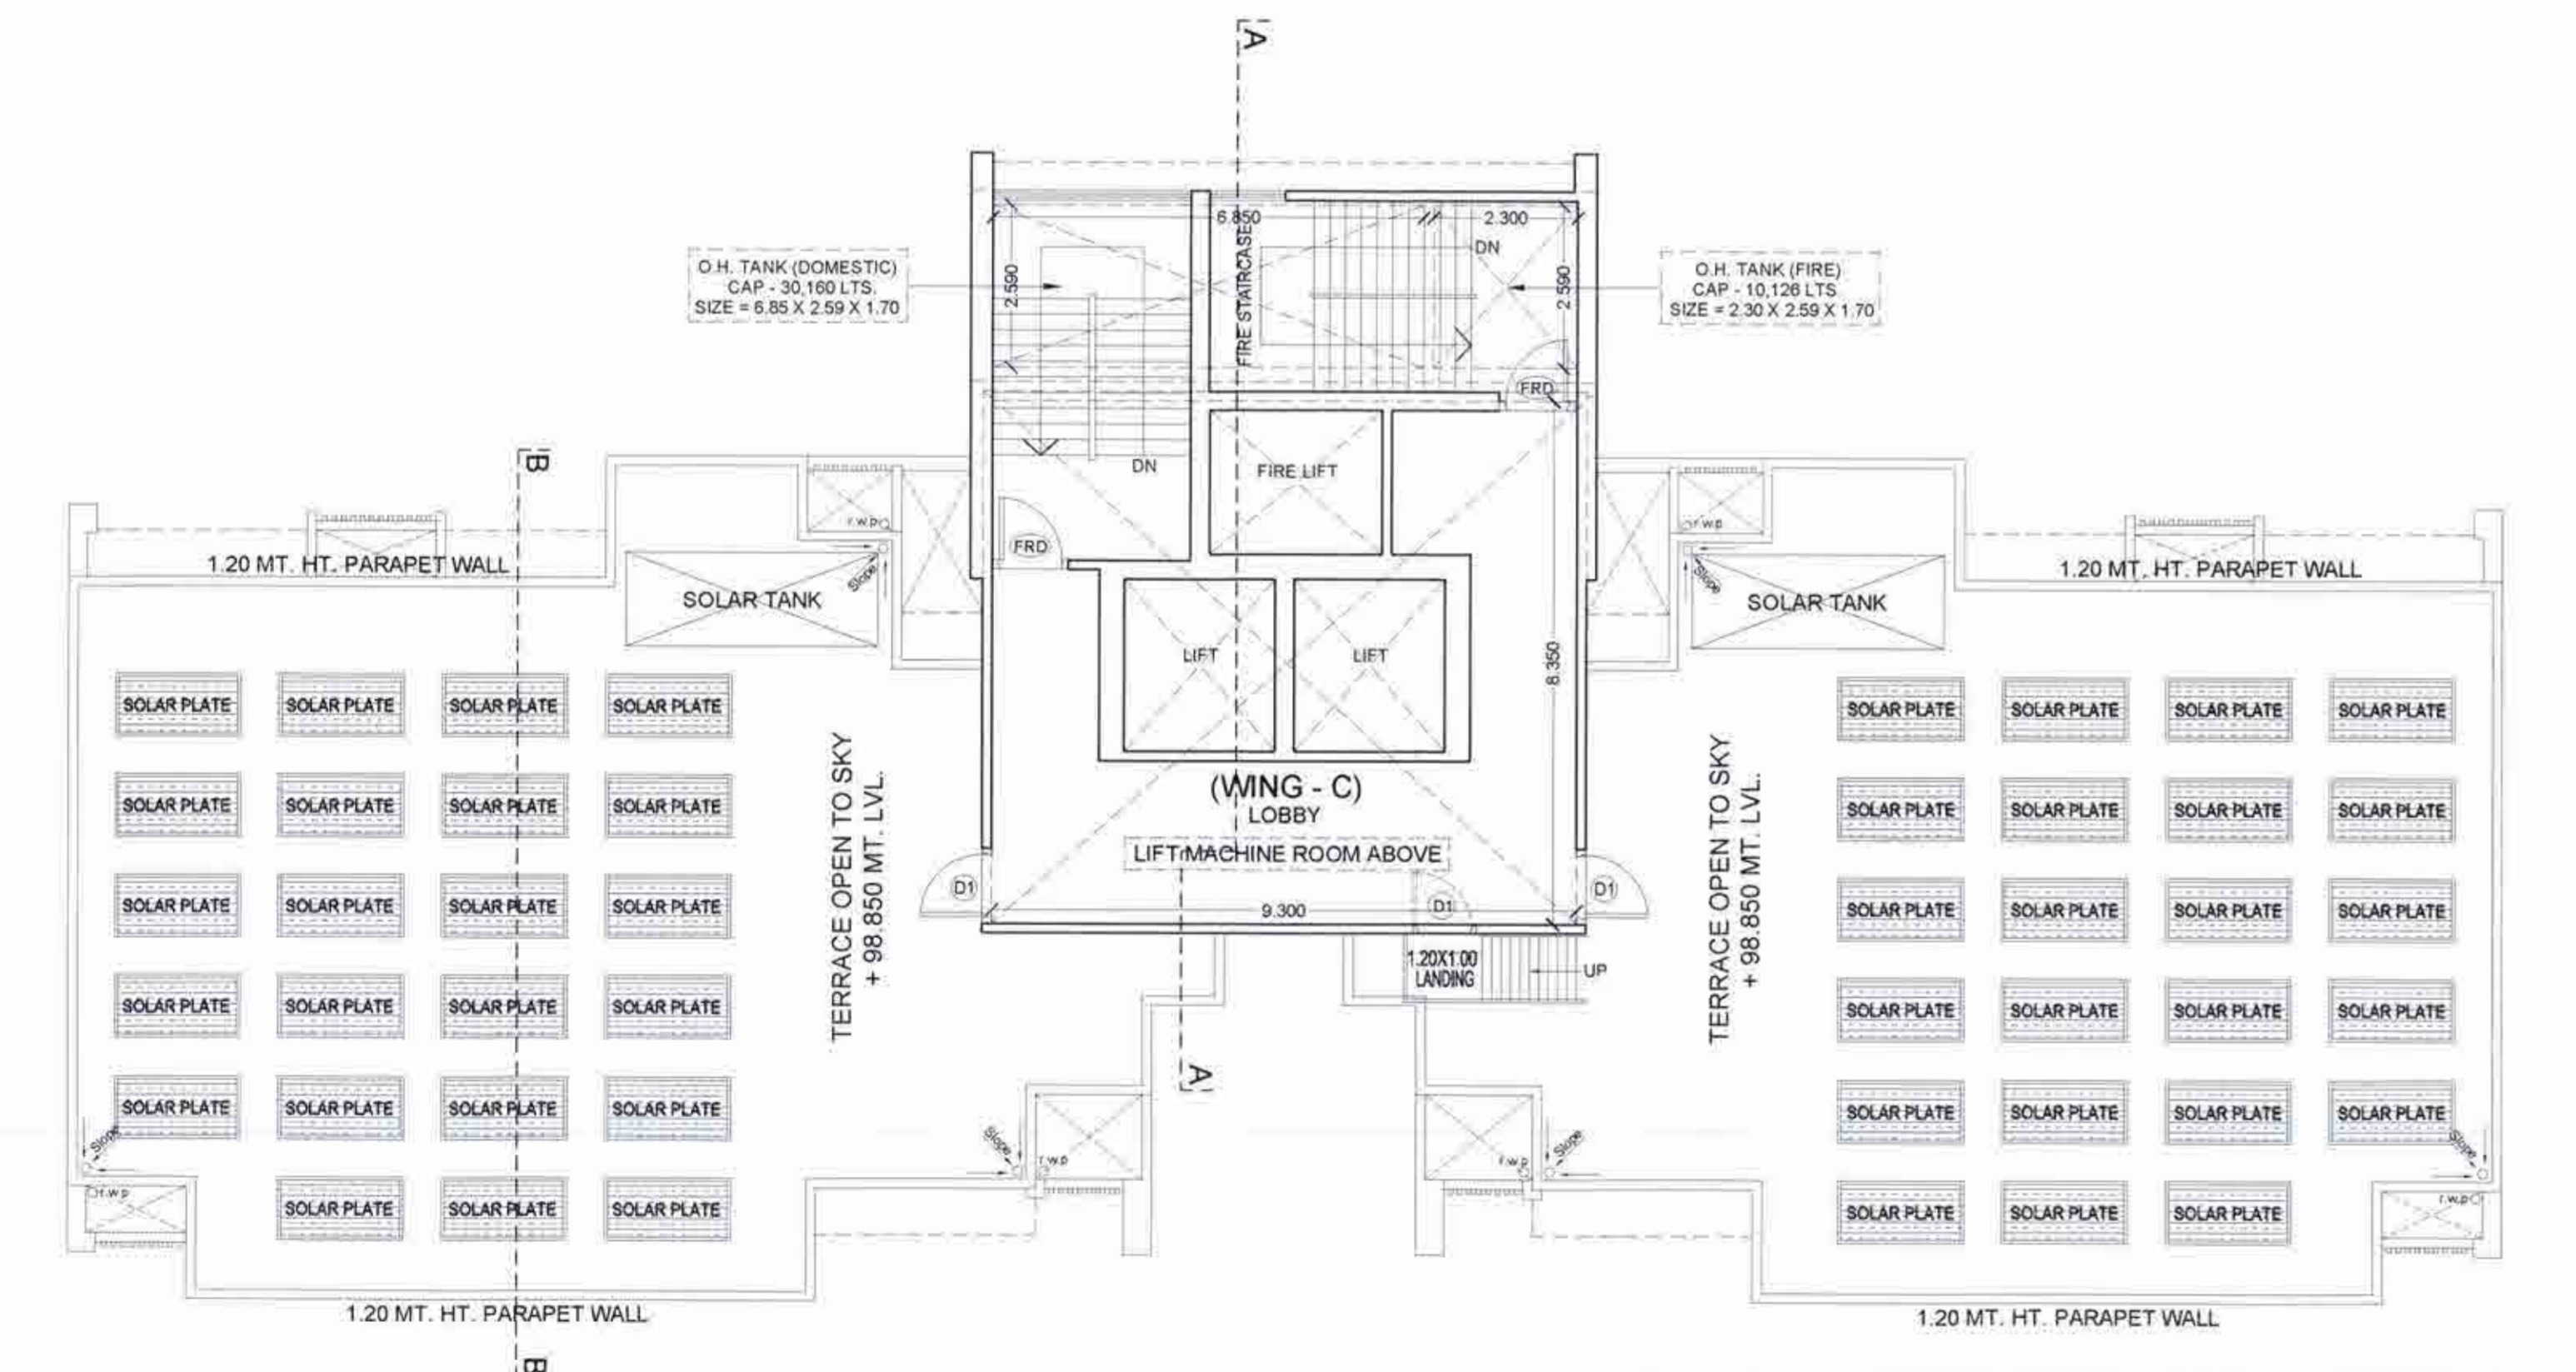 A
6.850
2.300
DN
2.590
2.590
FIRE STAIRCASE
O.H. TANK (DOMESTIC)
CAP - 30,160 LTS.
SIZE = 6.85 X 2.59 X 1.70
O.H. TANK (FIRE)
CAP - 10,126 LTS
SIZE = 2.30 X 2.59 X 1.70
FRD
B
DN
FIRE LIFT
r.w.p
r.w.p
FRD
1.20 MT. HT. PARAPET WALL
1.20 MT. HT. PARAPET WALL
Slope
Slope
SOLAR TANK
SOLAR TANK
LIFT
LIFT
8.350
SOLAR PLATE SOLAR PLATE SOLAR PLATE SOLAR PLATE
SOLAR PLATE SOLAR PLATE SOLAR PLATE SOLAR PLATE
TERRACE OPEN TO SKY
+ 98.850 MT. LVL.
TERRACE OPEN TO SKY
+ 98.850 MT. LVL.
(WING - C)
LOBBY
SOLAR PLATE SOLAR PLATE SOLAR PLATE SOLAR PLATE
SOLAR PLATE SOLAR PLATE SOLAR PLATE SOLAR PLATE
LIFT MACHINE ROOM ABOVE
D1
D1
D1
9.300
SOLAR PLATE SOLAR PLATE SOLAR PLATE SOLAR PLATE
SOLAR PLATE SOLAR PLATE SOLAR PLATE SOLAR PLATE
1.20X1.00
LANDING
UP
SOLAR PLATE SOLAR PLATE SOLAR PLATE SOLAR PLATE
SOLAR PLATE SOLAR PLATE SOLAR PLATE SOLAR PLATE
A
SOLAR PLATE SOLAR PLATE SOLAR PLATE SOLAR PLATE
SOLAR PLATE SOLAR PLATE SOLAR PLATE SOLAR PLATE
Slope
Slope
Slope
Slope
r.w.p
r.w.p
r.w.p
r.w.p
SOLAR PLATE SOLAR PLATE SOLAR PLATE
SOLAR PLATE SOLAR PLATE SOLAR PLATE
1.20 MT. HT. PARAPET WALL
1.20 MT. HT. PARAPET WALL
B